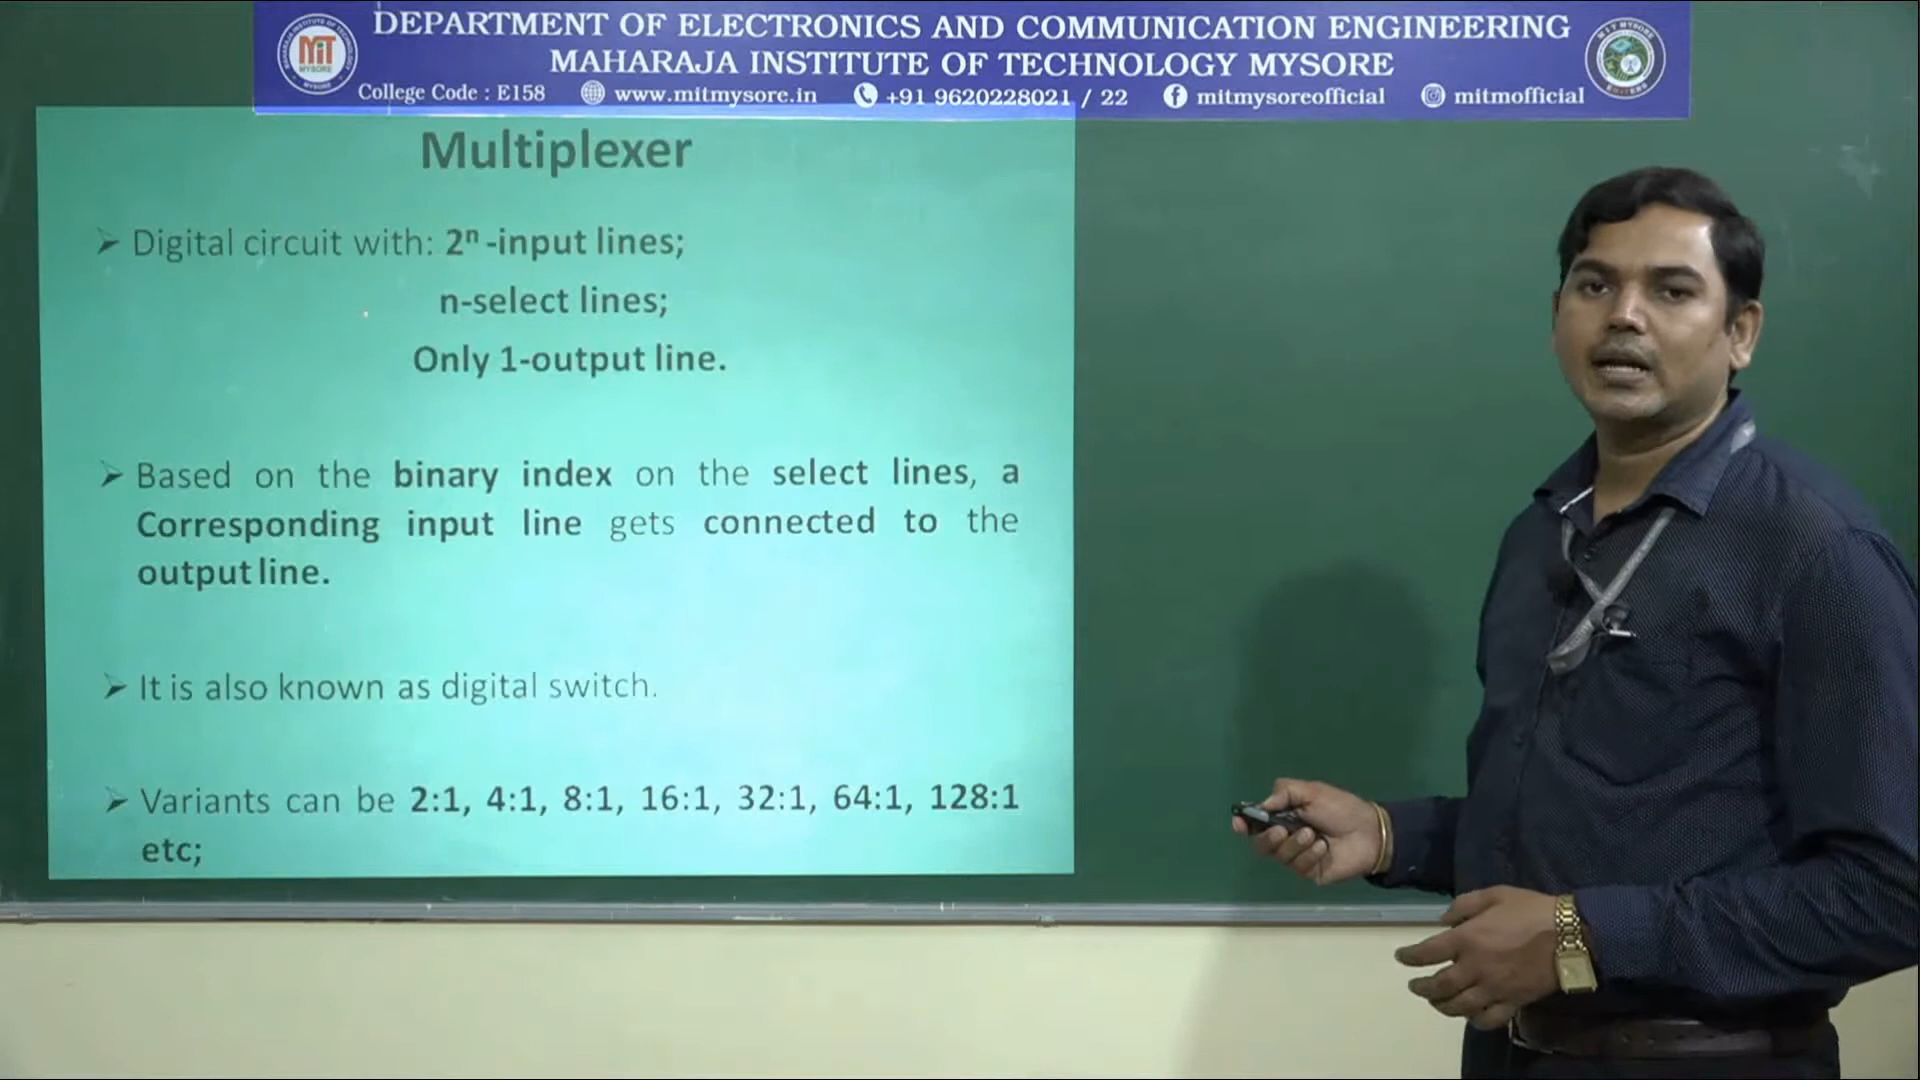 DEPARTMENT OF ELECTRONICS AND COMMUNICATION ENGINEERING
MAHARAJA INSTITUTE OF TECHNOLOGY MYSORE
College Code : E158 www.mitmysore.in +91 9620228021 / 22 mitmysoreofficial mitmofficial
MiT
MYSORE
Multiplexer
➢ Digital circuit with: 2ⁿ -input lines;
n-select lines;
Only 1-output line.
➢ Based on the binary index on the select lines, a
Corresponding input line gets connected to the
output line.
➢ It is also known as digital switch.
➢ Variants can be 2:1, 4:1, 8:1, 16:1, 32:1, 64:1, 128:1
etc;